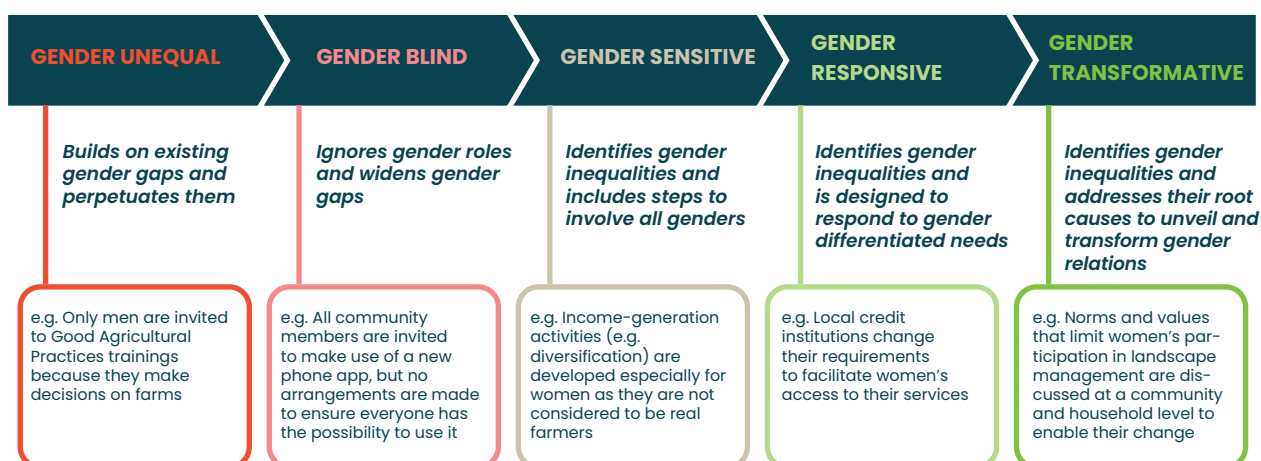 GENDER UNEQUAL
GENDER BLIND
GENDER SENSITIVE
GENDER
RESPONSIVE
GENDER
TRANSFORMATIVE
Builds on existing
gender gaps and
perpetuates them
Ignores gender roles
and widens gender
gaps
Identifies gender
inequalities and
includes steps to
involve all genders
Identifies gender
inequalities and
is designed to
respond to gender
differentiated needs
Identifies gender
inequalities and
addresses their root
causes to unveil and
transform gender
relations
e.g. Only men are invited
to Good Agricultural
Practices trainings
because they make
decisions on farms
e.g. All community
members are invited
to make use of a new
phone app, but no
arrangements are made
to ensure everyone has
the possibility to use it
e.g. Income-generation
activities (e.g.
diversification) are
developed especially for
women as they are not
considered to be real
farmers
e.g. Local credit
institutions change
their requirements
to facilitate women’s
access to their services
e.g. Norms and values
that limit women’s par-
ticipation in landscape
management are dis-
cussed at a community
and household level to
enable their change